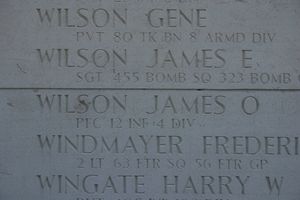 WILSON GENE
PVT 80 TK BN 8 ARMD DIV
WILSON JAMES E
SGT 455 BOMB SQ 323 BOMB
WILSON JAMES O
PFC 12 INF 4 DIV
WINDMAYER FREDERI
2 LT 63 FTR SQ 56 FTR GP
WINGATE HARRY W